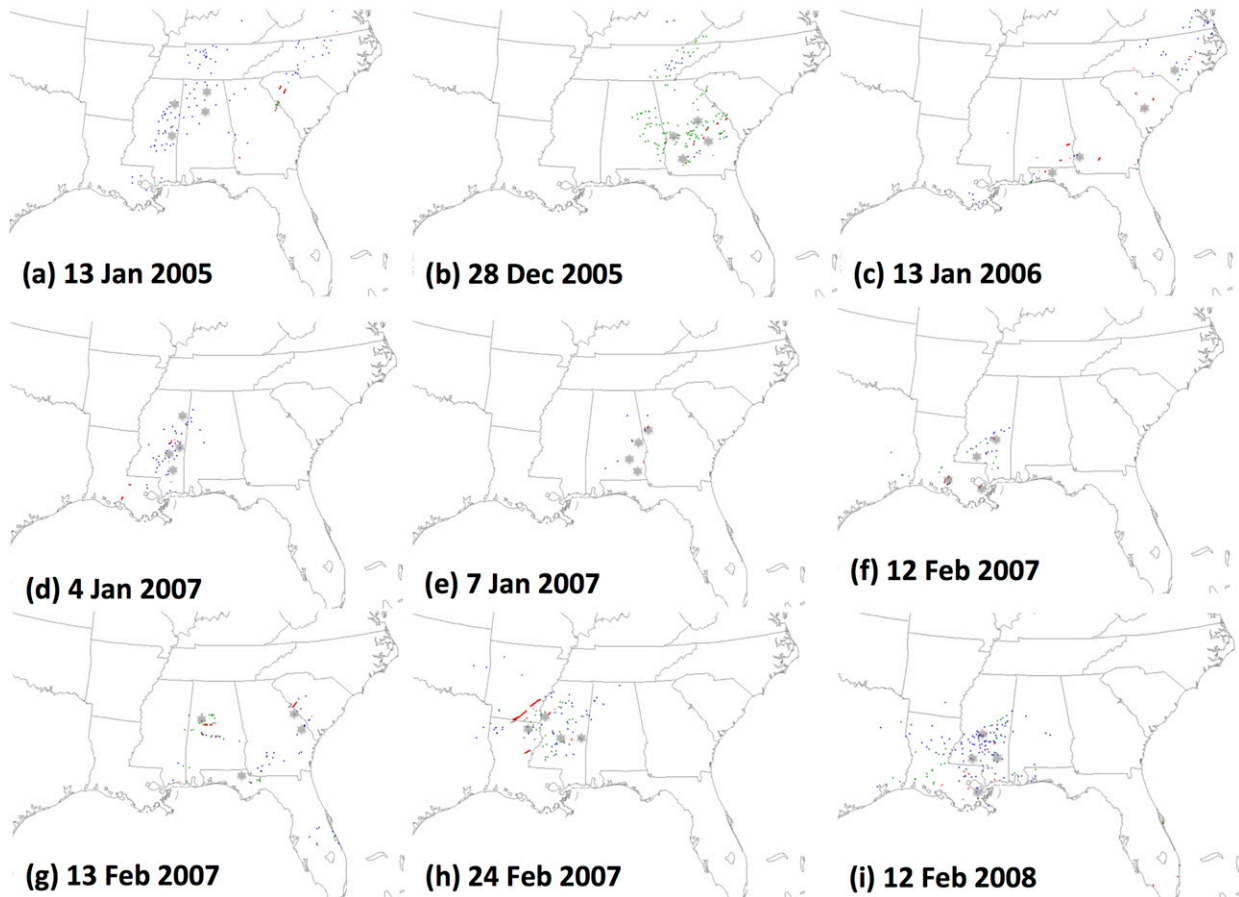 (a) 13 Jan 2005
(b) 28 Dec 2005
(c) 13 Jan 2006
(d) 4 Jan 2007
(e) 7 Jan 2007
(f) 12 Feb 2007
(g) 13 Feb 2007
(h) 24 Feb 2007
(i) 12 Feb 2008